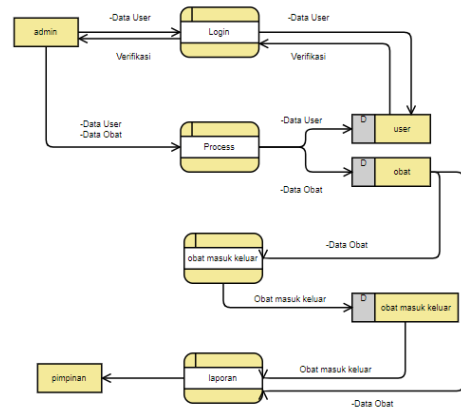 -Data User
-Data User
admin
Login
Verifikasi
Verifikasi
-Data User
-Data Obat
-Data User
D
user
Process
D
obat
-Data Obat
-Data Obat
obat masuk keluar
Obat masuk keluar
D
obat masuk keluar
Obat masuk keluar
pimpinan
laporan
-Data Obat